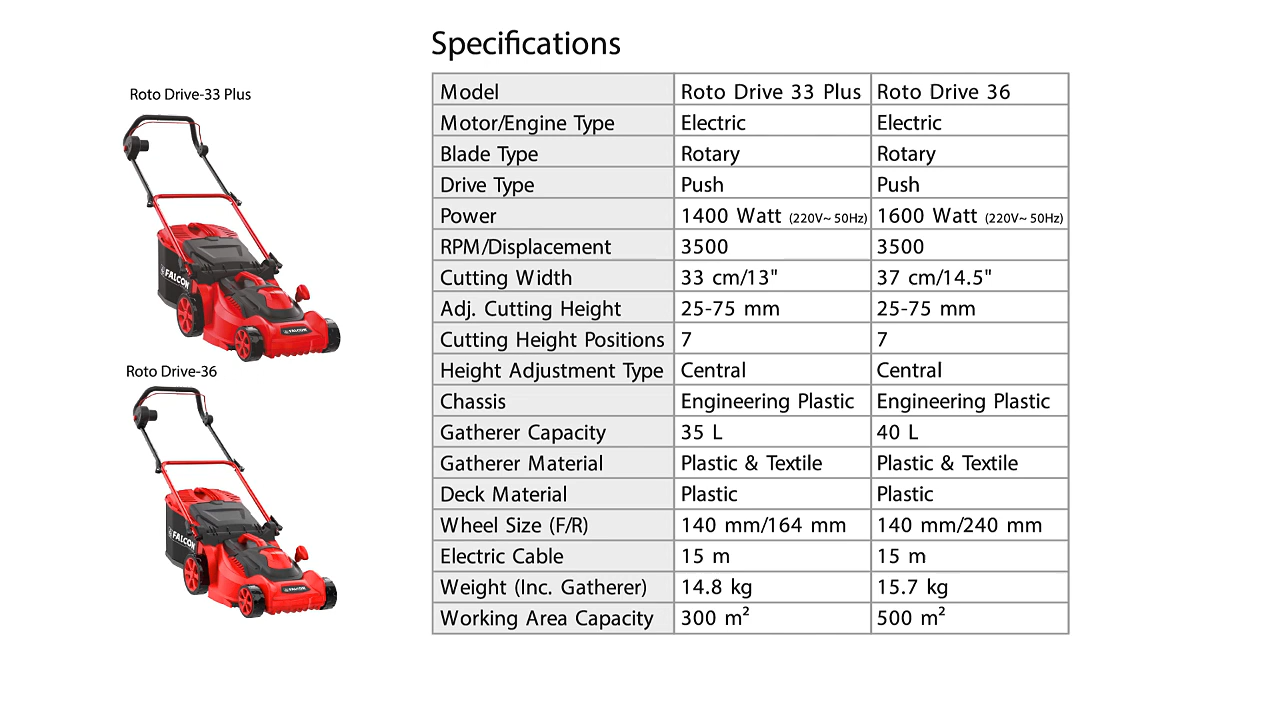 Specifications
Roto Drive-33 Plus
FALCON
FALCON
Roto Drive-36
FALCON
FALCON
Model Roto Drive 33 Plus Roto Drive 36
Motor/Engine Type Electric Electric
Blade Type Rotary Rotary
Drive Type Push Push
Power 1400 Watt (220V~ 50Hz) 1600 Watt (220V~ 50Hz)
RPM/Displacement 3500 3500
Cutting Width 33 cm/13" 37 cm/14.5"
Adj. Cutting Height 25-75 mm 25-75 mm
Cutting Height Positions 7 7
Height Adjustment Type Central Central
Chassis Engineering Plastic Engineering Plastic
Gatherer Capacity 35 L 40 L
Gatherer Material Plastic & Textile Plastic & Textile
Deck Material Plastic Plastic
Wheel Size (F/R) 140 mm/164 mm 140 mm/240 mm
Electric Cable 15 m 15 m
Weight (Inc. Gatherer) 14.8 kg 15.7 kg
Working Area Capacity 300 m² 500 m²